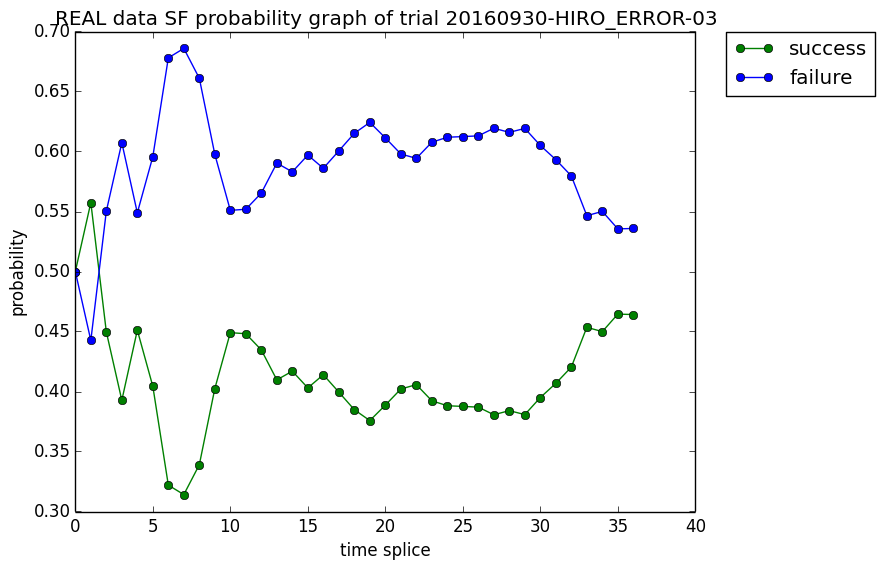 REAL data SF probability graph of trial 20160930-HIRO_ERROR-03
success
failure
probability
0.70
0.65
0.60
0.55
0.50
0.45
0.40
0.35
0.30
0 5 10 15 20 25 30 35 40
time splice